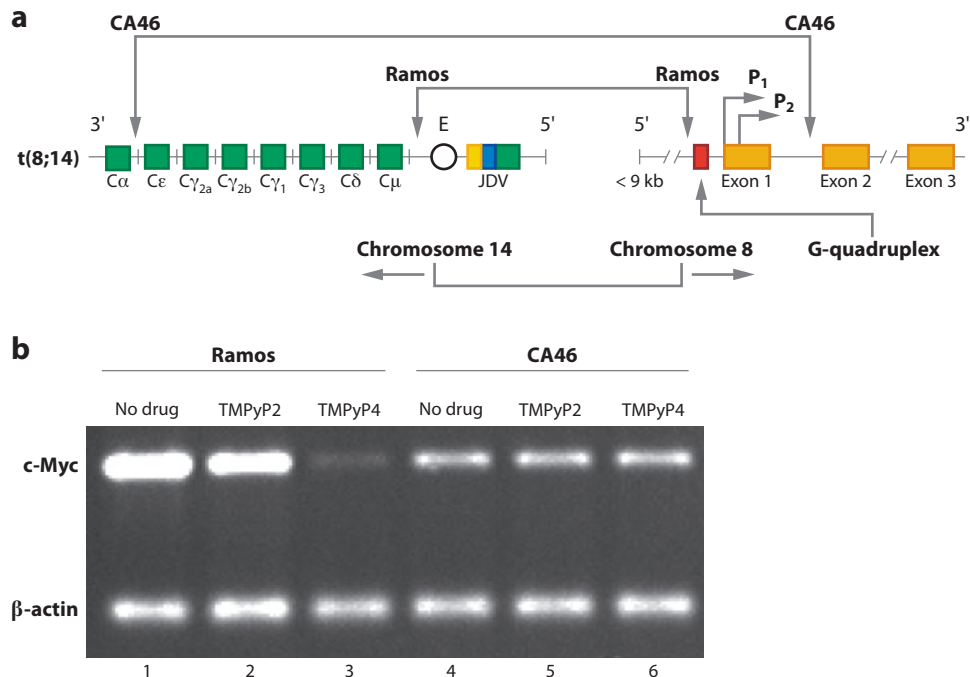 a
CA46 CA46
Ramos Ramos P1
P2
3' E 5' 5' 3'
t(8;14)
Cα Cε Cγ2a Cγ2b Cγ1 Cγ3 Cδ Cμ JDV < 9 kb Exon 1 Exon 2 Exon 3
Chromosome 14 Chromosome 8 G-quadruplex
b
Ramos CA46
No drug TMPyP2 TMPyP4 No drug TMPyP2 TMPyP4
c-Myc
β-actin
1 2 3 4 5 6